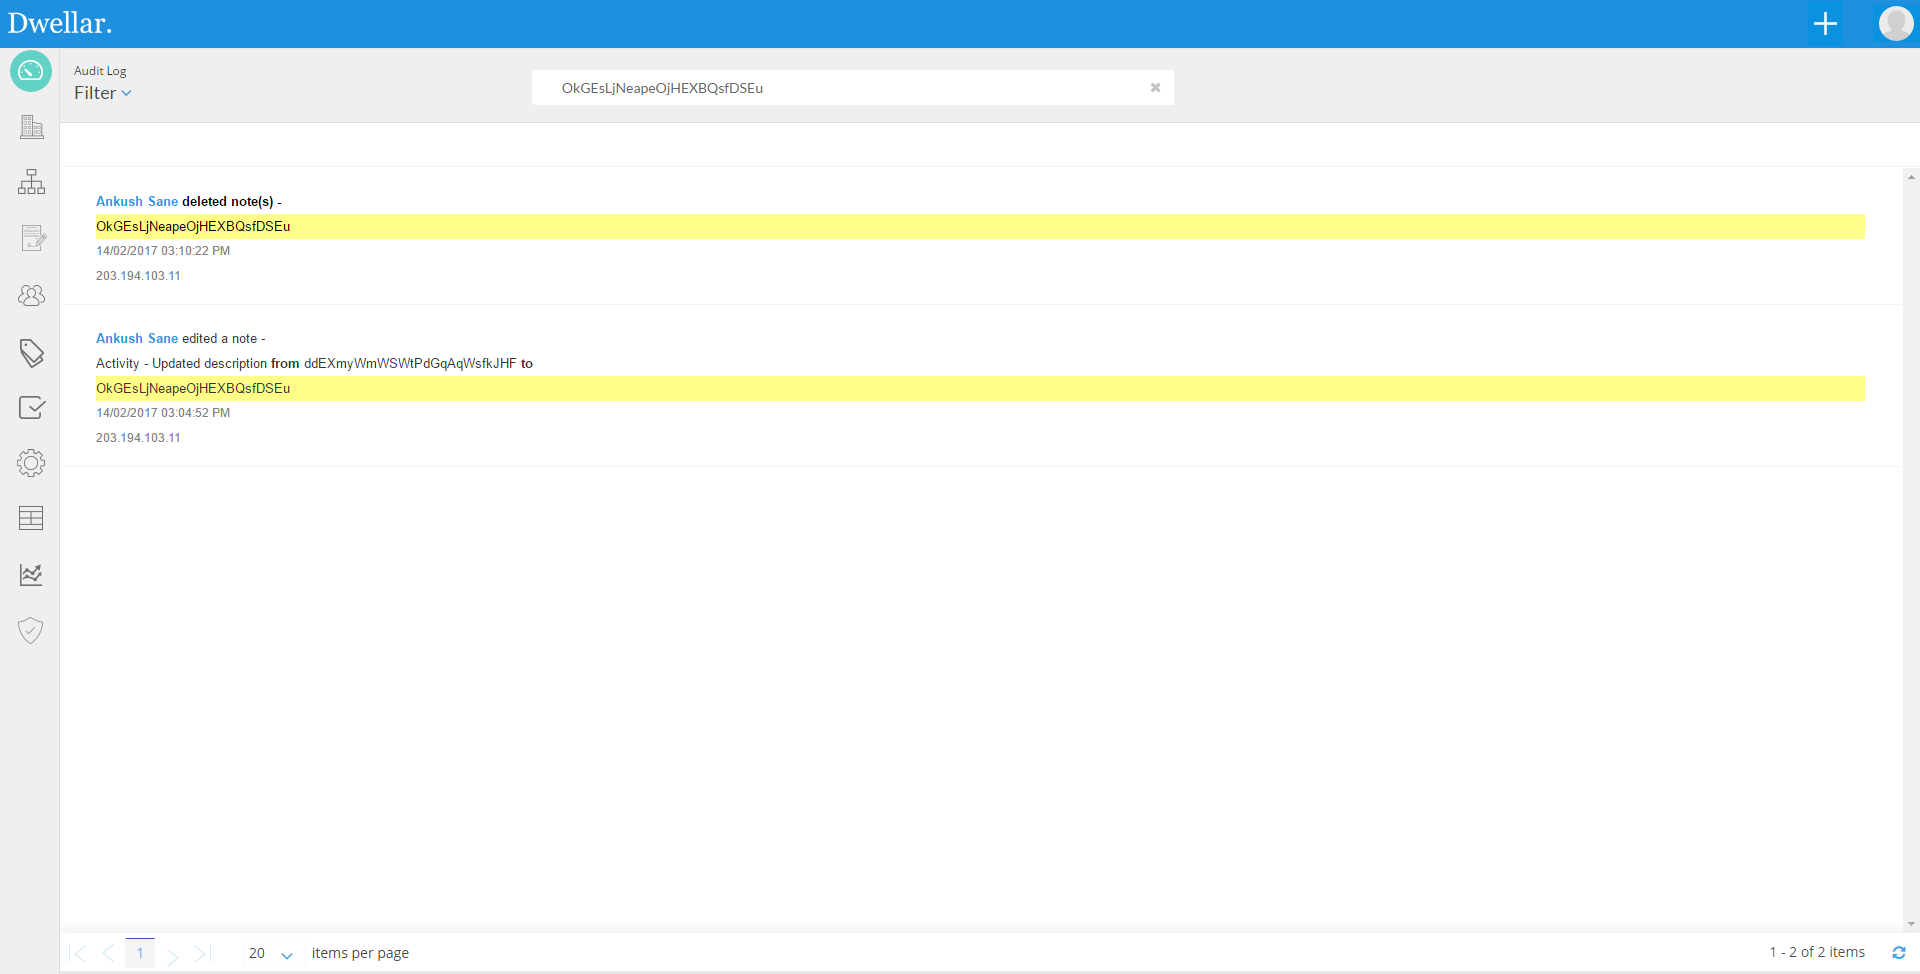 Dwellar.
Audit Log
Filter
OkGEsLjNeapeOjHEXBQsfDSEu
Ankush Sane deleted note(s) -
OkGEsLjNeapeOjHEXBQsfDSEu
14/02/2017 03:10:22 PM
203.194.103.11
Ankush Sane edited a note -
Activity - Updated description from ddEXmyWmWSWtPdGqAqWsfkJHF to
OkGEsLjNeapeOjHEXBQsfDSEu
14/02/2017 03:04:52 PM
203.194.103.11
1 20 items per page 1 - 2 of 2 items